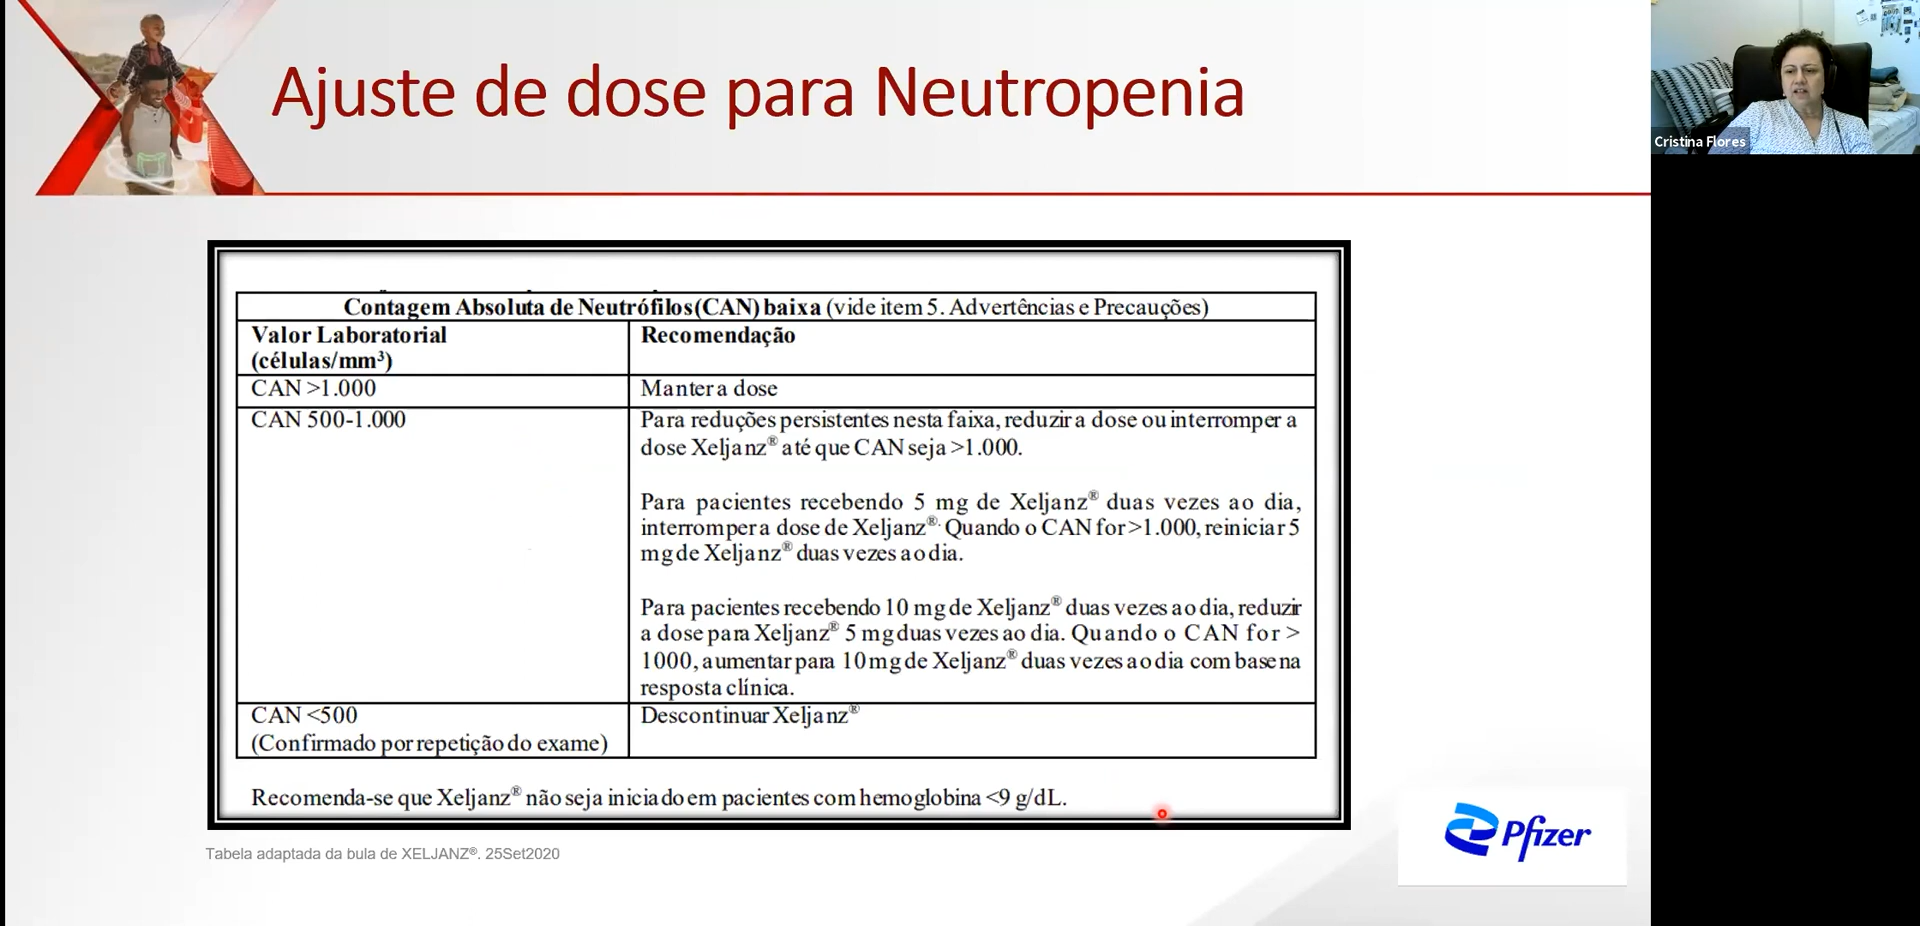 Ajuste de dose para Neutropenia
Cristina Flores
Contagem Absoluta de Neutrófilos (CAN) baixa (vide item 5. Advertências e Precauções)
Valor Laboratorial
(células/mm³)
Recomendação
CAN >1.000
Manter a dose
CAN 500-1.000
Para reduções persistentes nesta faixa, reduzir a dose ou interromper a
dose Xeljanz® até que CAN seja >1.000.
Para pacientes recebendo 5 mg de Xeljanz® duas vezes ao dia,
interromper a dose de Xeljanz®. Quando o CAN for >1.000, reiniciar 5
mg de Xeljanz® duas vezes ao dia.
Para pacientes recebendo 10 mg de Xeljanz® duas vezes ao dia, reduzir
a dose para Xeljanz® 5 mg duas vezes ao dia. Quando o CAN for >
1000, aumentar para 10 mg de Xeljanz® duas vezes ao dia com base na
resposta clínica.
CAN <500
(Confirmado por repetição do exame)
Descontinuar Xeljanz®
Recomenda-se que Xeljanz® não seja iniciado em pacientes com hemoglobina <9 g/dL.
Tabela adaptada da bula de XELJANZ®. 25Set2020
Pfizer